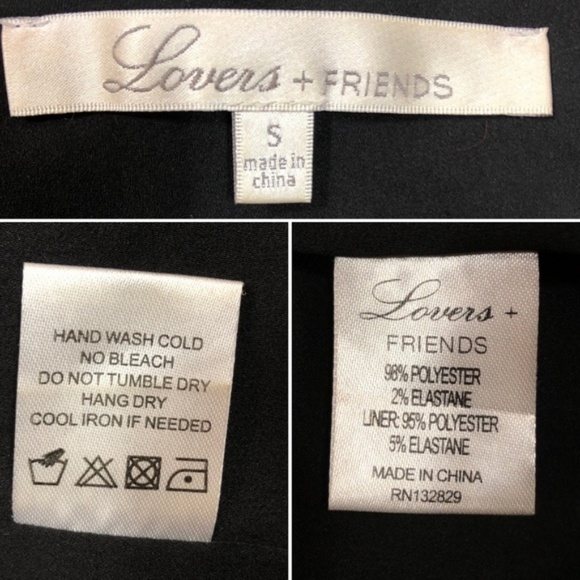 Lovers + FRIENDS
S
made in
china
HAND WASH COLD
NO BLEACH
DO NOT TUMBLE DRY
HANG DRY
COOL IRON IF NEEDED
Lovers +
FRIENDS
98% POLYESTER
2% ELASTANE
LINER: 95% POLYESTER
5% ELASTANE
MADE IN CHINA
RN132829